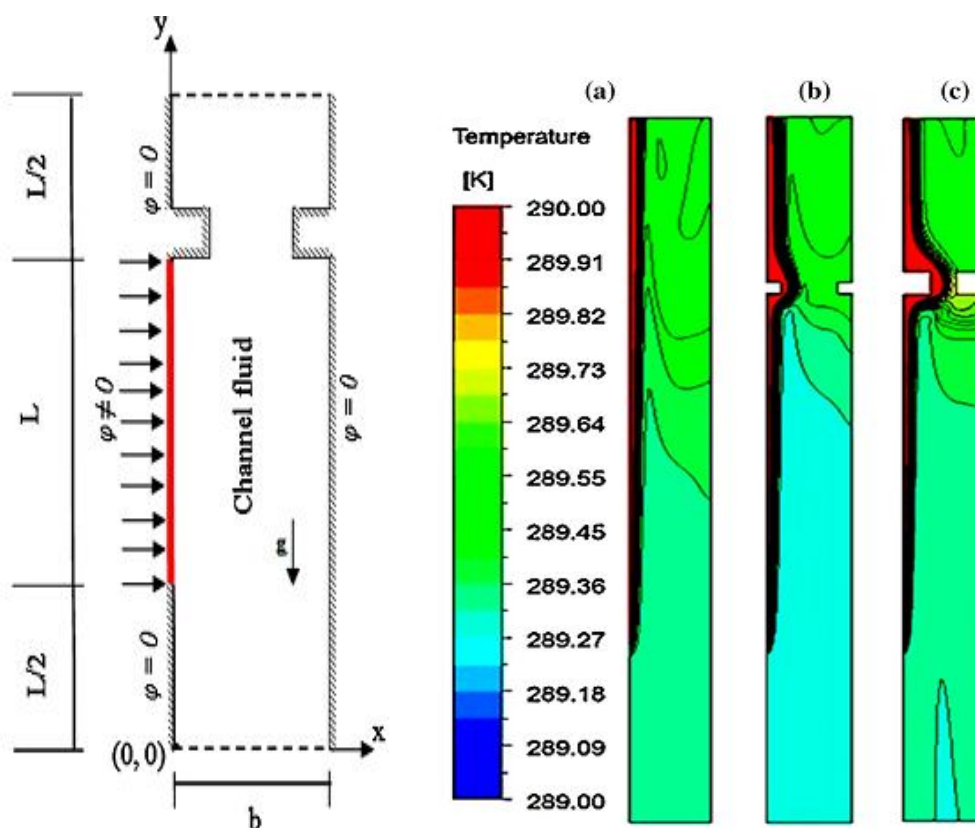 y
L/2
L
L/2
φ = 0
φ ≠ 0
φ = 0
φ = 0
Channel fluid
g
(0, 0)
x
b
Temperature
[K]
290.00
289.91
289.82
289.73
289.64
289.55
289.45
289.36
289.27
289.18
289.09
289.00
(a)
(b)
(c)